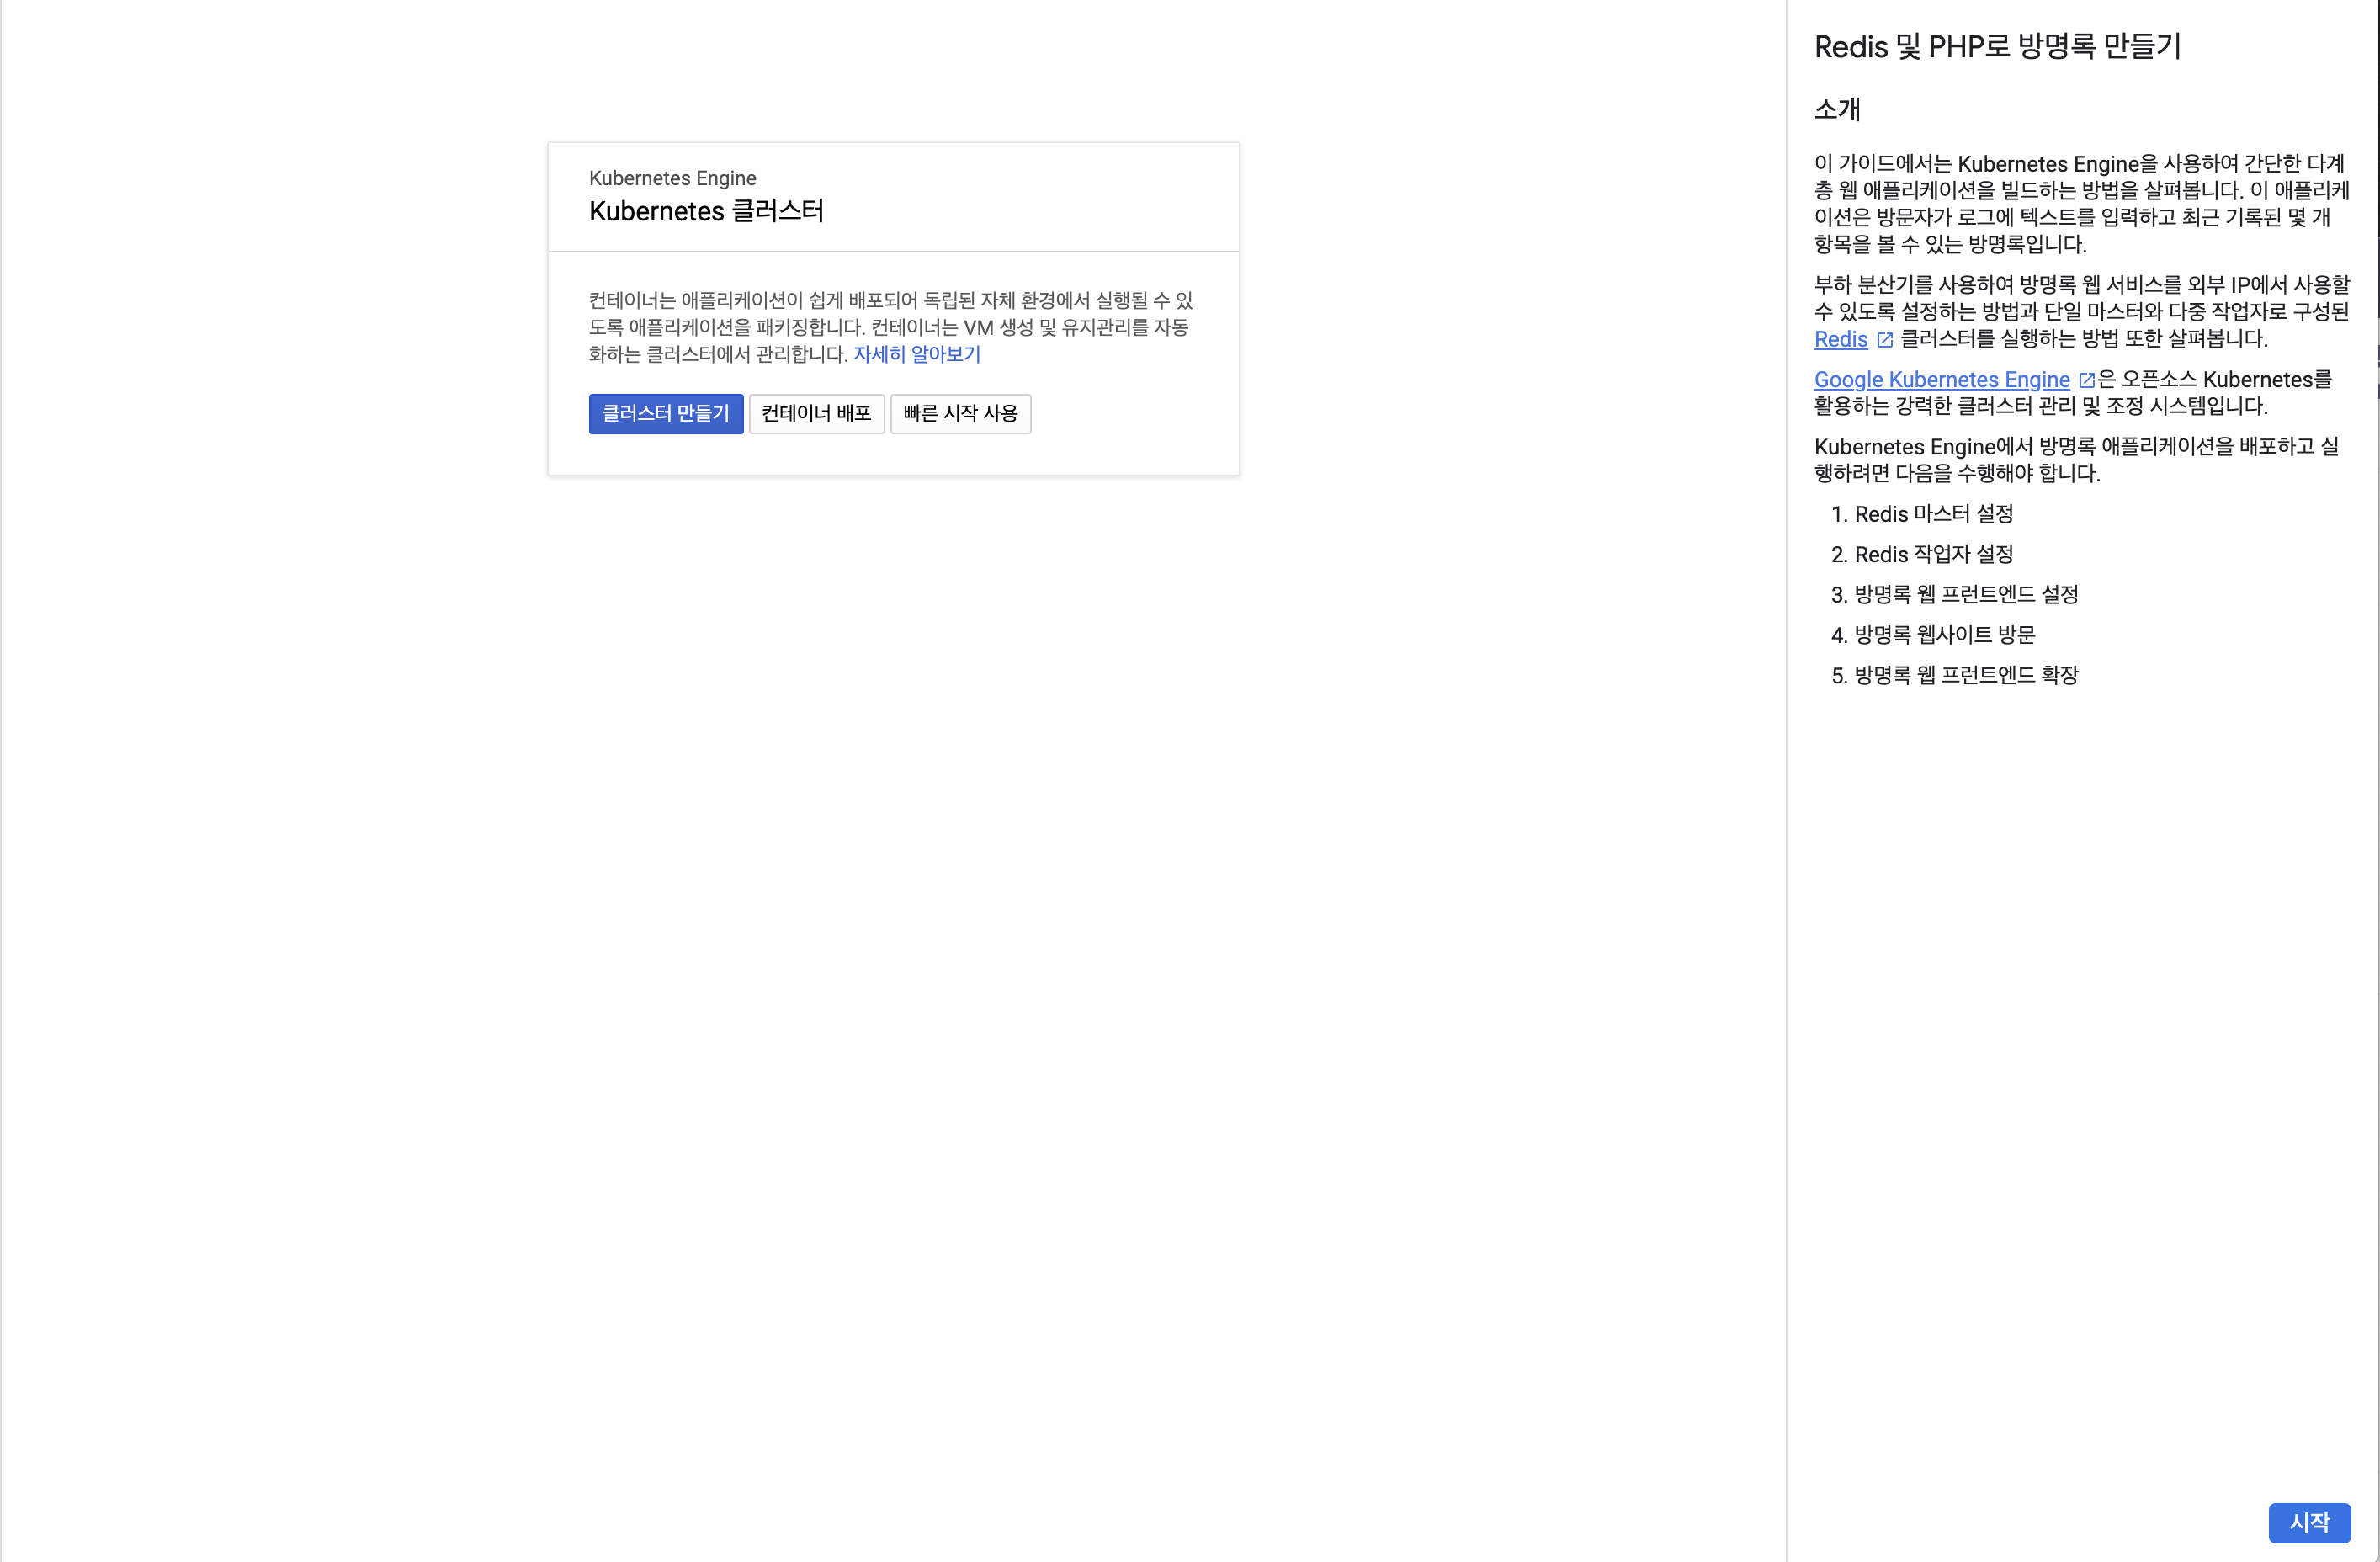 Kubernetes Engine
Kubernetes 클러스터
컨테이너는 애플리케이션이 쉽게 배포되어 독립된 자체 환경에서 실행될 수 있
도록 애플리케이션을 패키징합니다. 컨테이너는 VM 생성 및 유지관리를 자동
화하는 클러스터에서 관리합니다. 자세히 알아보기
클러스터 만들기 컨테이너 배포 빠른 시작 사용
Redis 및 PHP로 방명록 만들기
소개
이 가이드에서는 Kubernetes Engine을 사용하여 간단한 다계
층 웹 애플리케이션을 빌드하는 방법을 살펴봅니다. 이 애플리케
이션은 방문자가 로그에 텍스트를 입력하고 최근 기록된 몇 개
항목을 볼 수 있는 방명록입니다.
부하 분산기를 사용하여 방명록 웹 서비스를 외부 IP에서 사용할
수 있도록 설정하는 방법과 단일 마스터와 다중 작업자로 구성된
Redis 클러스터를 실행하는 방법 또한 살펴봅니다.
Google Kubernetes Engine 은 오픈소스 Kubernetes를
활용하는 강력한 클러스터 관리 및 조정 시스템입니다.
Kubernetes Engine에서 방명록 애플리케이션을 배포하고 실
행하려면 다음을 수행해야 합니다.
1. Redis 마스터 설정
2. Redis 작업자 설정
3. 방명록 웹 프런트엔드 설정
4. 방명록 웹사이트 방문
5. 방명록 웹 프런트엔드 확장
시작